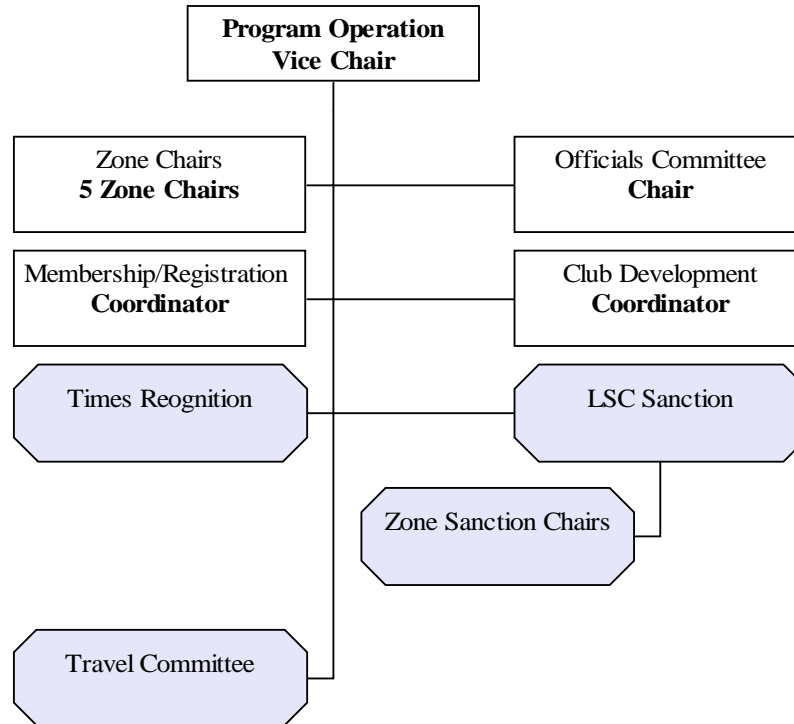 Program Operation
Vice Chair
Zone Chairs
5 Zone Chairs
Officials Committee
Chair
Membership/Registration
Coordinator
Club Development
Coordinator
Times Reognition
LSC Sanction
Zone Sanction Chairs
Travel Committee